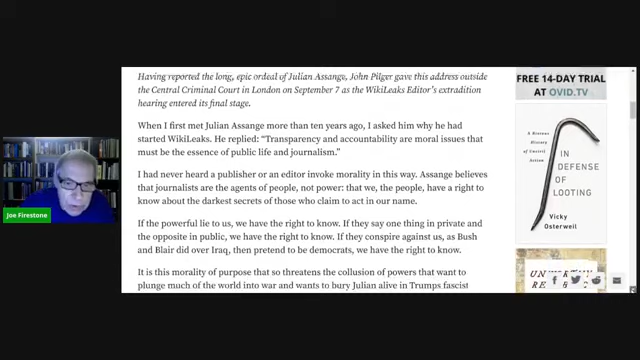 Having reported the long, epic ordeal of Julian Assange, John Pilger gave this address outside
the Central Criminal Court in London on September 7 as the WikiLeaks Editor's extradition
hearing entered its final stage.
When I first met Julian Assange more than ten years ago, I asked him why he had
started WikiLeaks. He replied: “Transparency and accountability are moral issues that
must be the essence of public life and journalism.”
I had never heard a publisher or an editor invoke morality in this way. Assange believes
that journalists are the agents of people, not power: that we, the people, have a right to
know about the darkest secrets of those who claim to act in our name.
If the powerful lie to us, we have the right to know. If they say one thing in private and
the opposite in public, we have the right to know. If they conspire against us, as Bush
and Blair did over Iraq, then pretend to be democrats, we have the right to know.
It is this morality of purpose that so threatens the collusion of powers that want to
plunge much of the world into war and wants to bury Julian alive in Trumps fascist
Joe Firestone
FREE 14-DAY TRIAL
AT OVID.TV
A Riotous
History of
Uncivil
Action
IN
DEFENSE
OF
LOOTING
Vicky
Osterweil